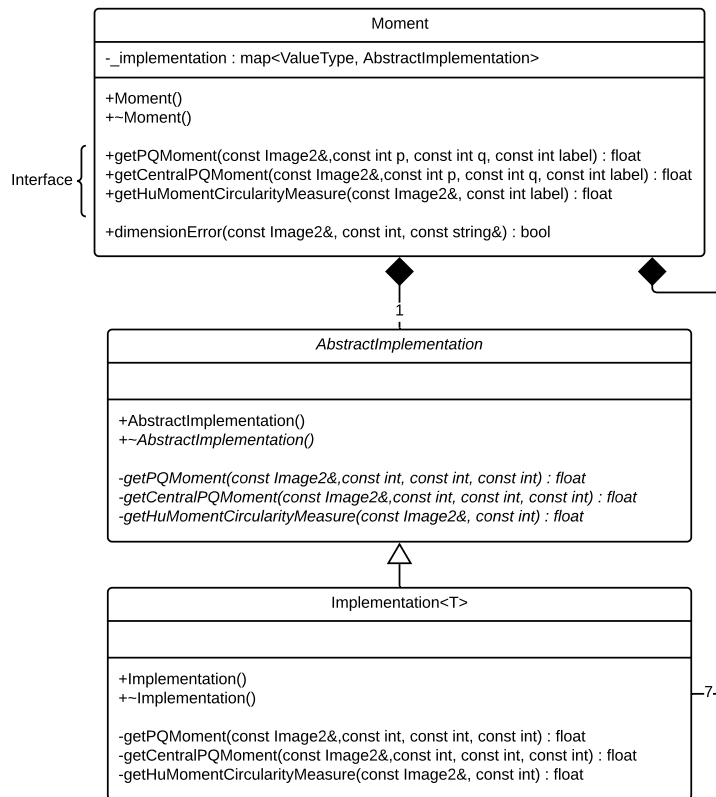 Moment
-_implementation : map<ValueType, AbstractImplementation>
+Moment()
+~Moment()
Interface
+getPQMoment(const Image2&,const int p, const int q, const int label) : float
+getCentralPQMoment(const Image2&,const int p, const int q, const int label) : float
+getHuMomentCircularityMeasure(const Image2&, const int label) : float
+dimensionError(const Image2&, const int, const string&) : bool
1
AbstractImplementation
+AbstractImplementation()
+~AbstractImplementation()
-getPQMoment(const Image2&,const int, const int, const int) : float
-getCentralPQMoment(const Image2&,const int, const int, const int) : float
-getHuMomentCircularityMeasure(const Image2&, const int) : float
Implementation<T>
+Implementation()
+~Implementation()
7
-getPQMoment(const Image2&,const int, const int, const int) : float
-getCentralPQMoment(const Image2&,const int, const int, const int) : float
-getHuMomentCircularityMeasure(const Image2&, const int) : float